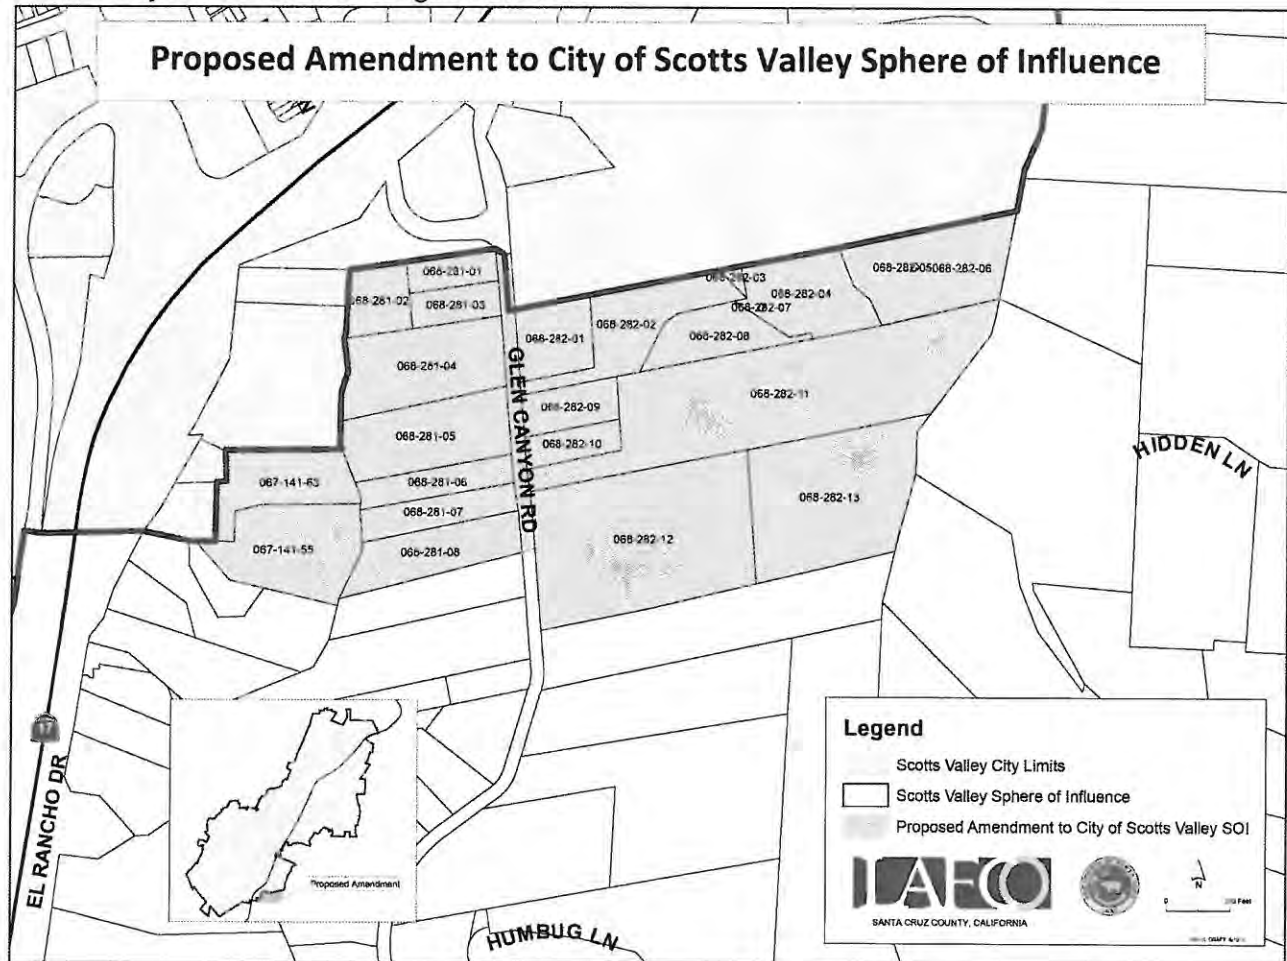 Proposed Amendment to City of Scotts Valley Sphere of Influence
068-281-01
068-281-02
068-281-03
068-282-03
068-282-06
068-282-04
068-282-07
068-282-01
068-282-02
068-282-08
068-281-04
GLEN CANYON RD
068-282-09
068-282-11
068-281-05
068-282-10
HIDDEN LN
067-141-63
068-281-06
068-282-13
068-281-07
067-141-55
068-281-08
068-282-12
17
EL RANCHO DR
Proposed Amendment
HUMBUG LN
Legend
Scotts Valley City Limits
Scotts Valley Sphere of Influence
Proposed Amendment to City of Scotts Valley SOI
LAFCO
SANTA CRUZ COUNTY, CALIFORNIA
N
0
Feet